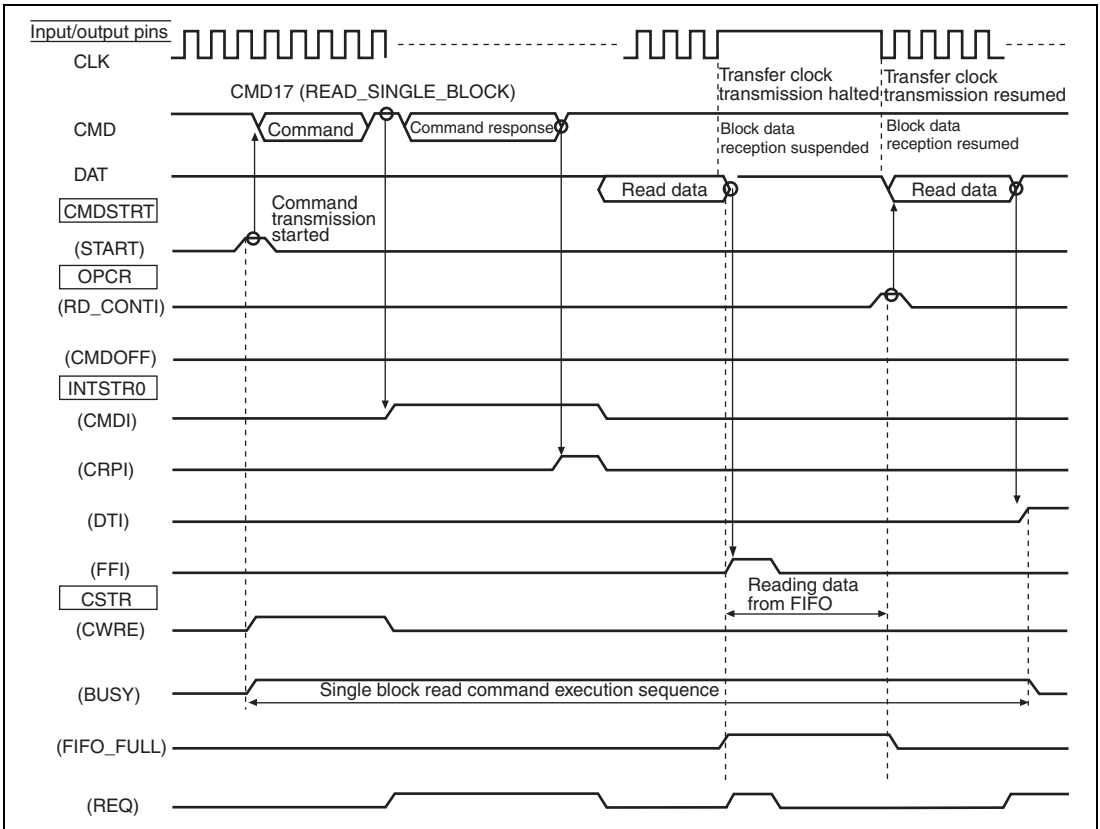 Input/output pins
CLK
Transfer clock
transmission halted
Transfer clock
transmission resumed
CMD17 (READ_SINGLE_BLOCK)
CMD
Command
Command response
Block data
reception suspended
Block data
reception resumed
DAT
Read data
Read data
CMDSTRT
Command
transmission
started
(START)
OPCR
(RD_CONTI)
(CMDOFF)
INTSTR0
(CMDI)
(CRPI)
(DTI)
(FFI)
Reading data
from FIFO
CSTR
(CWRE)
(BUSY)
Single block read command execution sequence
(FIFO_FULL)
(REQ)